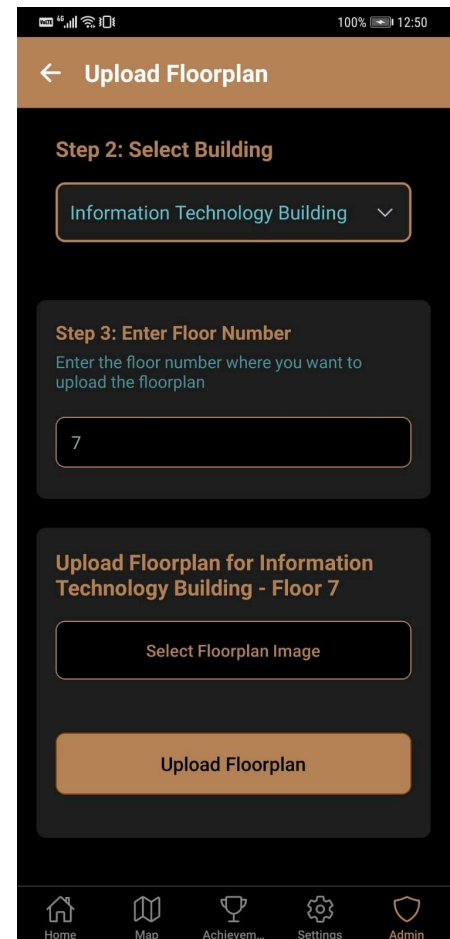 VoLTE 4G 100% 12:50
Upload Floorplan
Step 2: Select Building
Information Technology Building
Step 3: Enter Floor Number
Enter the floor number where you want to
upload the floorplan
7
Upload Floorplan for Information
Technology Building - Floor 7
Select Floorplan Image
Upload Floorplan
Home Map Achievem... Settings Admin